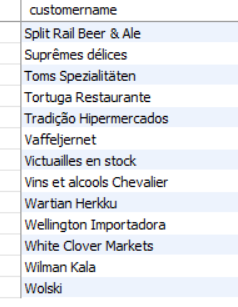 customername
Split Rail Beer & Ale
Suprêmes délices
Toms Spezialitäten
Tortuga Restaurante
Tradição Hipermercados
Vaffeljernet
Victuailles en stock
Vins et alcools Chevalier
Wartian Herkku
Wellington Importadora
White Clover Markets
Wilman Kala
Wolski